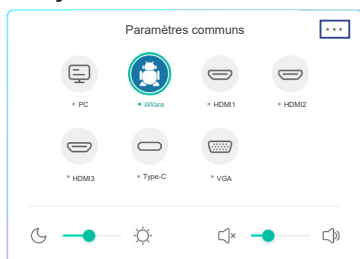 Paramètres communs
PC
iiWare
HDMI1
HDMI2
HDMI3
Type-C
VGA